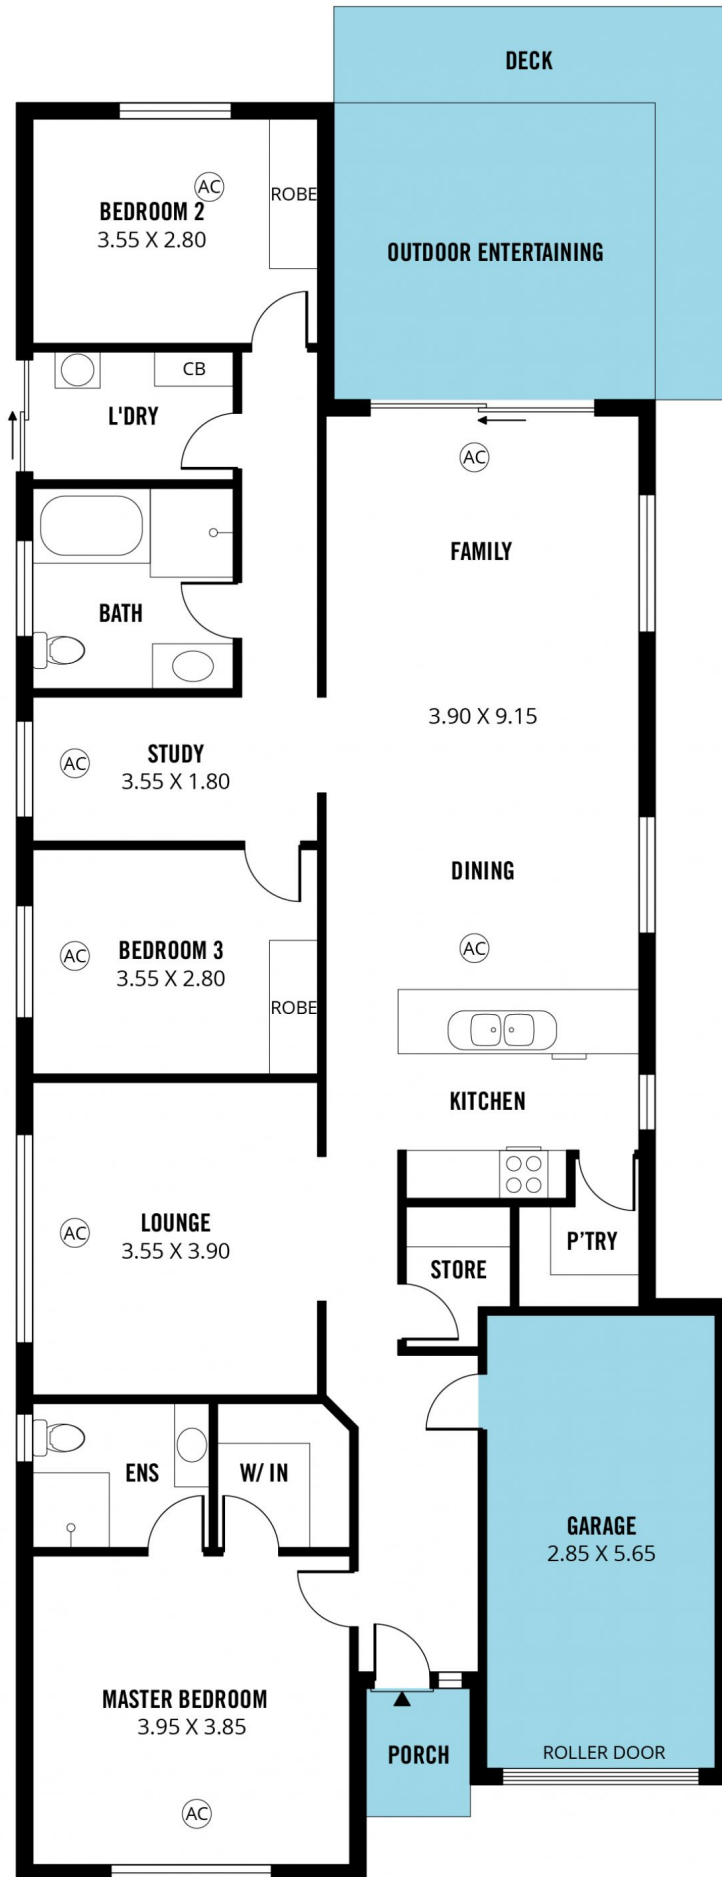 DECK
AC
ROBE
BEDROOM 2
3.55 X 2.80
OUTDOOR ENTERTAINING
CB
L'DRY
AC
FAMILY
BATH
3.90 X 9.15
STUDY
AC
3.55 X 1.80
DINING
AC
BEDROOM 3
AC
3.55 X 2.80
ROBE
KITCHEN
LOUNGE
AC
3.55 X 3.90
P'TRY
STORE
ENS
W/ IN
GARAGE
2.85 X 5.65
MASTER BEDROOM
3.95 X 3.85
PORCH
ROLLER DOOR
AC